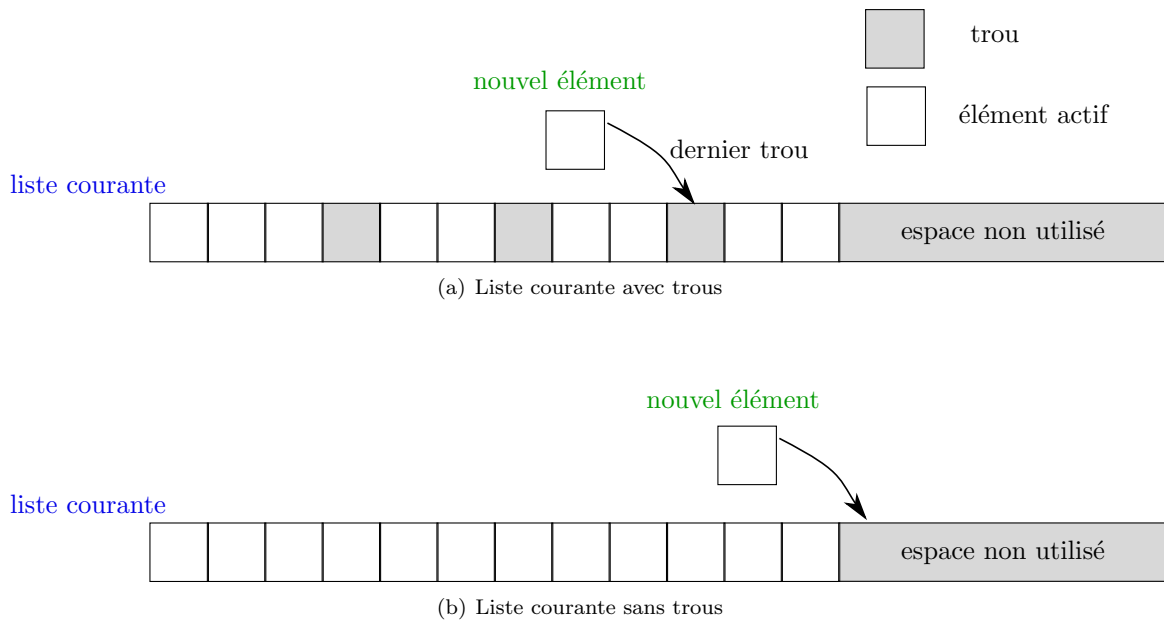 trou
nouvel élément
élément actif
dernier trou
liste courante
espace non utilisé
(a) Liste courante avec trous
nouvel élément
liste courante
espace non utilisé
(b) Liste courante sans trous